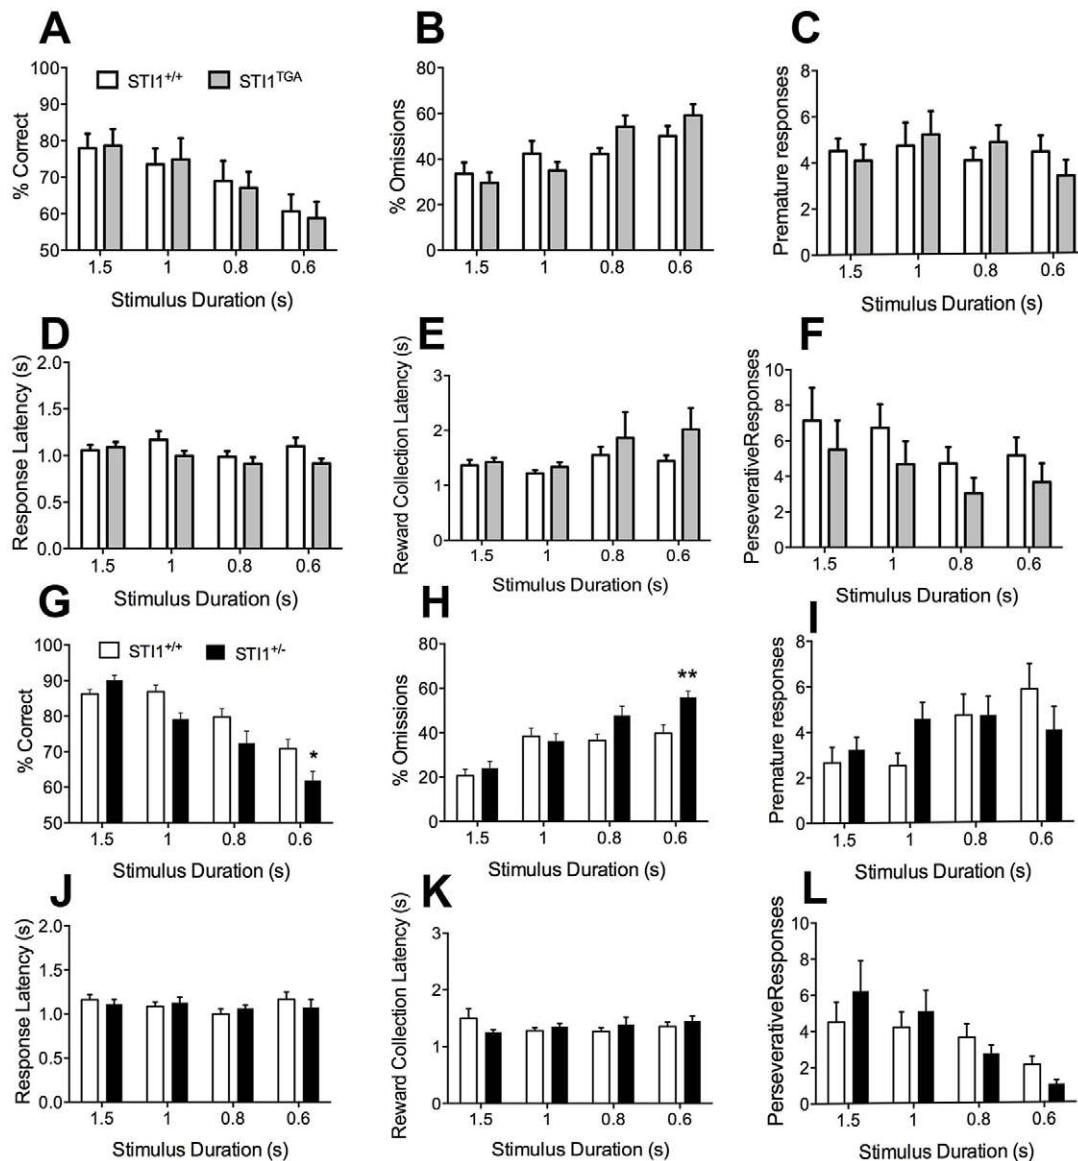 A
% Correct
100
90
80
70
60
50
STI1+/+ STI1TGA
1.5 1 0.8 0.6
Stimulus Duration (s)
B
% Omissions
80
60
40
20
0
1.5 1 0.8 0.6
Stimulus Duration (s)
C
Premature responses
8
6
4
2
0
1.5 1 0.8 0.6
Stimulus Duration (s)
D
Response Latency (s)
2.0
1.5
1.0
0.5
0.0
1.5 1 0.8 0.6
Stimulus Duration (s)
E
Reward Collection Latency (s)
3
2
1
0
1.5 1 0.8 0.6
Stimulus Duration (s)
F
PerseverativeResponses
10
8
6
4
2
0
1.5 1 0.8 0.6
Stimulus Duration (s)
G
% Correct
100
90
80
70
60
50
STI1+/+ STI1+/-
*
1.5 1 0.8 0.6
Stimulus Duration (s)
H
% Omissions
80
60
40
20
0
**
1.5 1 0.8 0.6
Stimulus Duration (s)
I
Premature responses
8
6
4
2
0
1.5 1 0.8 0.6
Stimulus Duration (s)
J
Response Latency (s)
2.0
1.5
1.0
0.5
0.0
1.5 1 0.8 0.6
Stimulus Duration (s)
K
Reward Collection Latency (s)
3
2
1
0
1.5 1 0.8 0.6
Stimulus Duration (s)
L
PerseverativeResponses
10
8
6
4
2
0
1.5 1 0.8 0.6
Stimulus Duration (s)